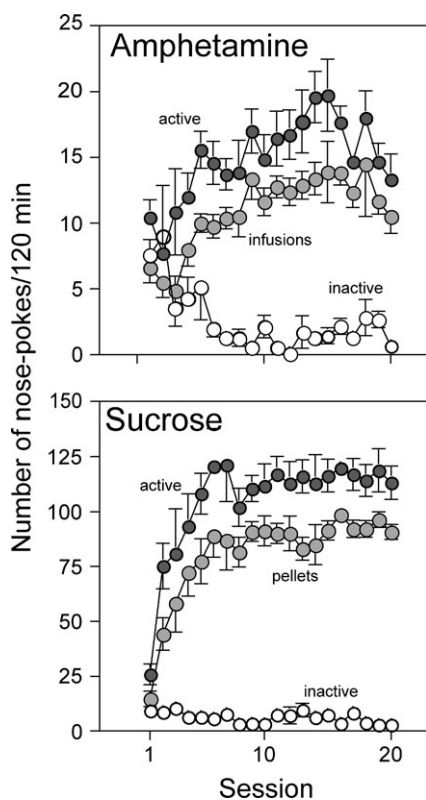 Amphetamine
25
20
15
10
5
0
active
infusions
inactive
Number of nose-pokes/120 min
Sucrose
150
125
100
75
50
25
0
active
pellets
inactive
1
10
20
Session